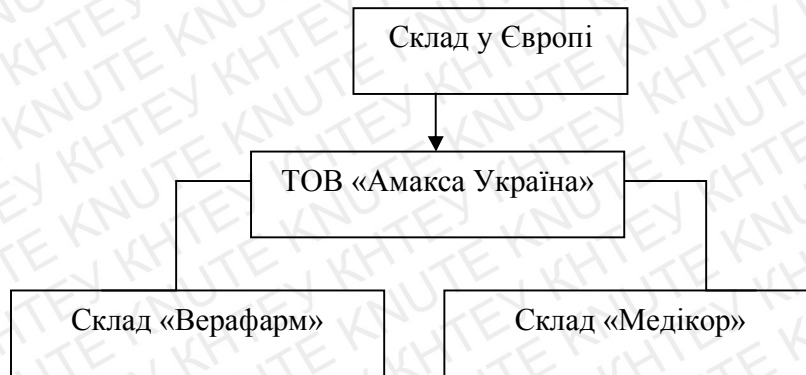 Склад у Європі
ТОВ «Амакса Україна»
Склад «Верафарм»
Склад «Медікор»